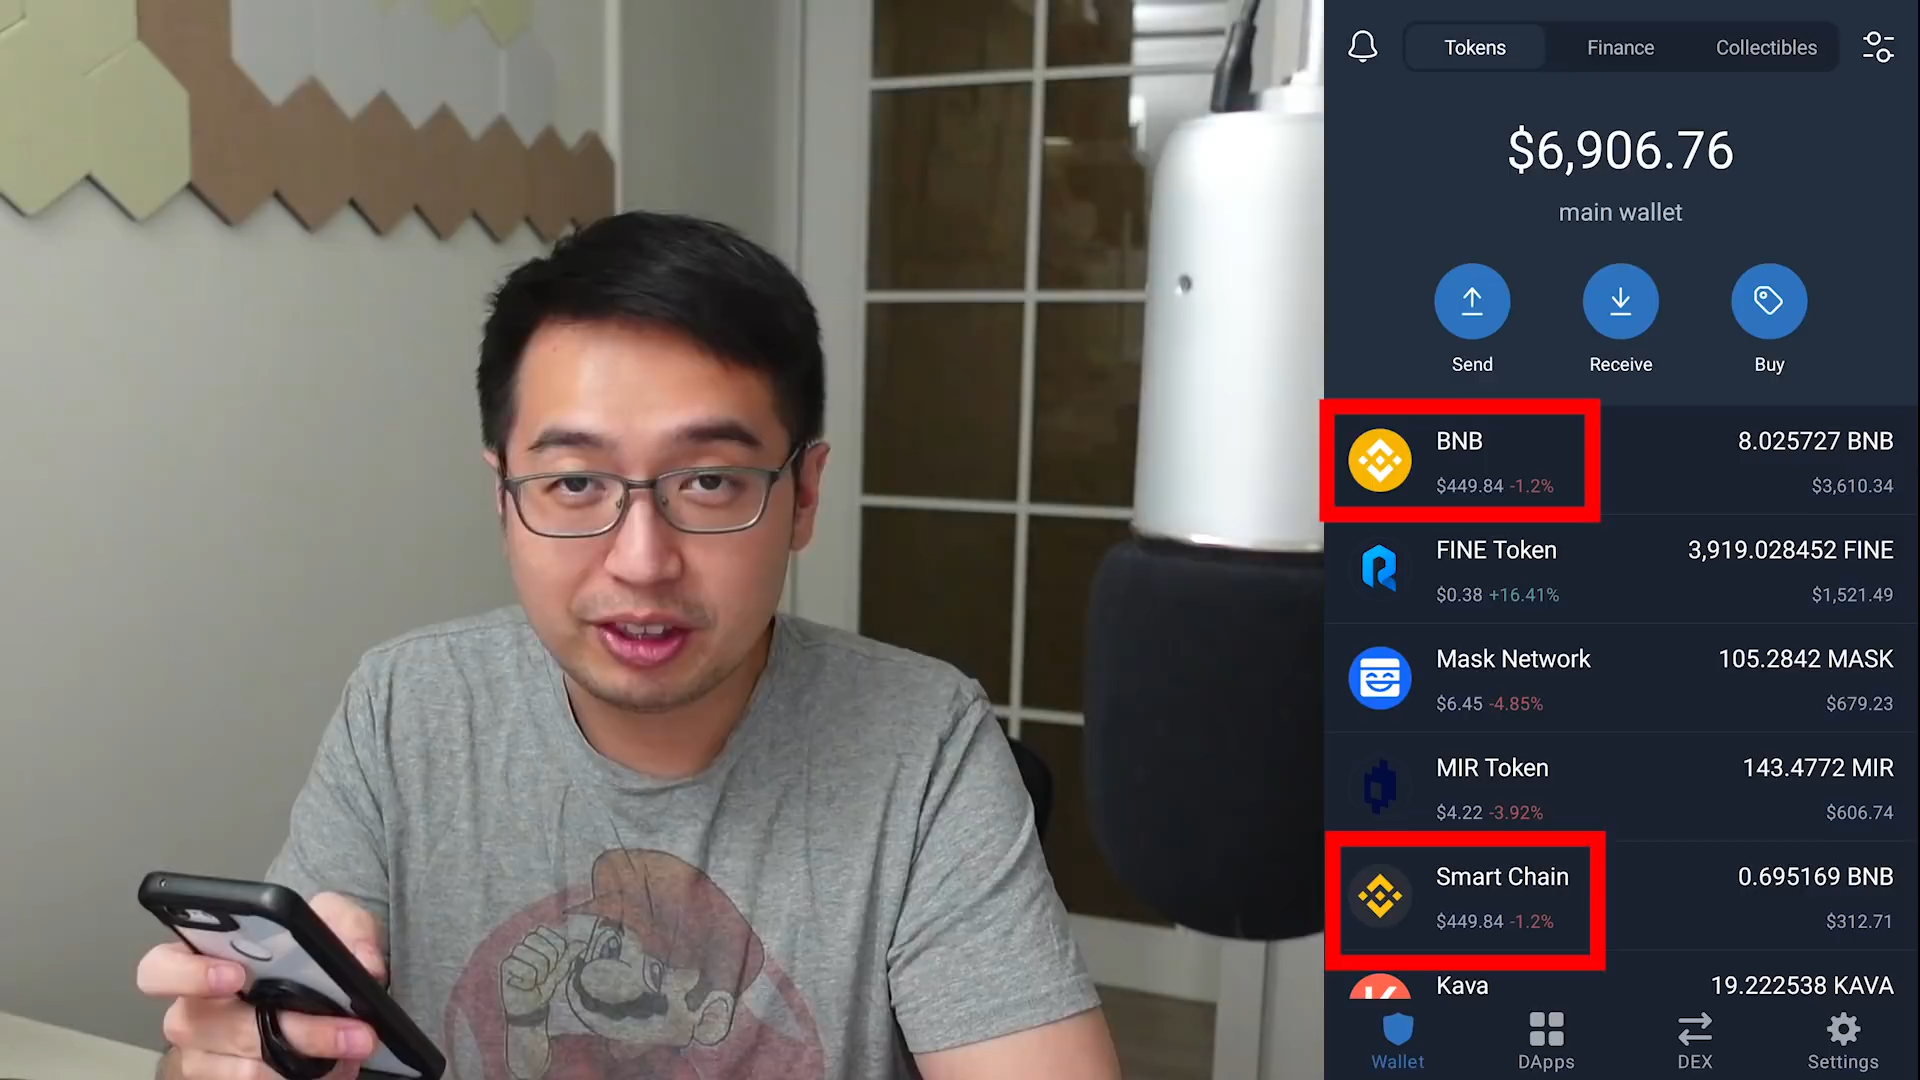 Tokens Finance Collectibles
$6,906.76
main wallet
Send Receive Buy
BNB 8.025727 BNB
$449.84 -1.2% $3,610.34
FINE Token 3,919.028452 FINE
$0.38 +16.41% $1,521.49
Mask Network 105.2842 MASK
$6.45 -4.85% $679.23
MIR Token 143.4772 MIR
$4.22 -3.92% $606.74
Smart Chain 0.695169 BNB
$449.84 -1.2% $312.71
Kava 19.222538 KAVA
Wallet DApps DEX Settings